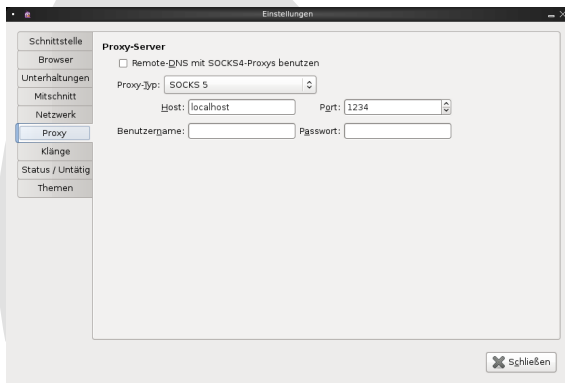 Einstellungen
Schnittstelle
Browser
Unterhaltungen
Mitschnitt
Netzwerk
Proxy
Klänge
Status / Untätig
Themen
Proxy-Server
Remote-DNS mit SOCKS4-Proxys benutzen
Proxy-Typ: SOCKS 5
Host: localhost Port: 1234
Benutzername: Passwort:
Schließen